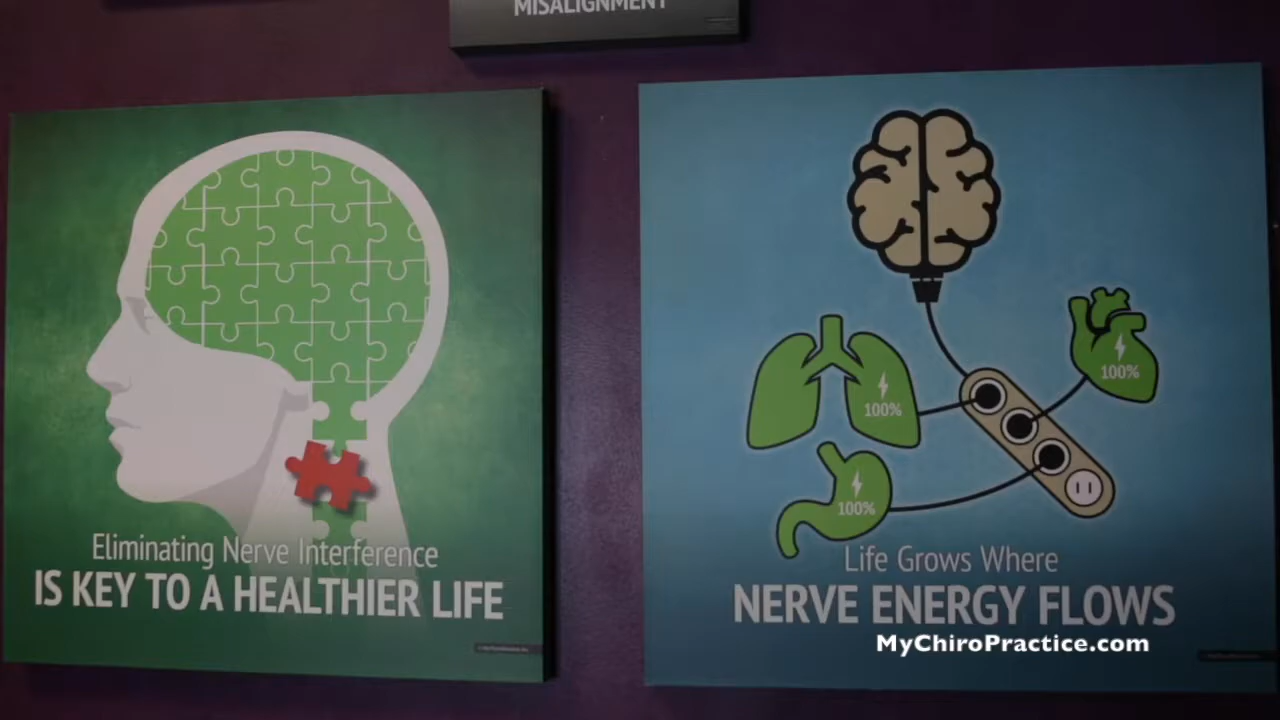 MISALIGNMENT
Eliminating Nerve Interference
IS KEY TO A HEALTHIER LIFE
100%
100%
100%
Life Grows Where
NERVE ENERGY FLOWS
MyChiroPractice.com